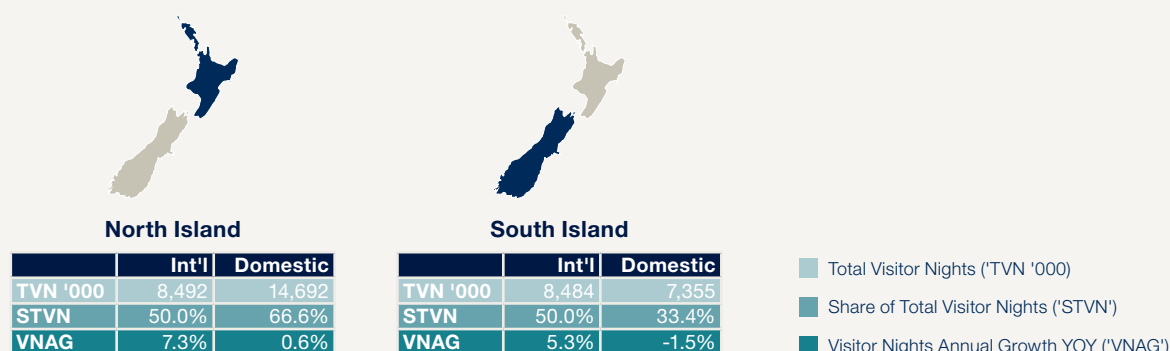 North Island
Int'l Domestic
TVN '000 8,492 14,692
STVN 50.0% 66.6%
VNAG 7.3% 0.6%
South Island
Int'l Domestic
TVN '000 8,484 7,355
STVN 50.0% 33.4%
VNAG 5.3% -1.5%
Total Visitor Nights ('TVN '000)
Share of Total Visitor Nights ('STVN')
Visitor Nights Annual Growth YOY ('VNAG')